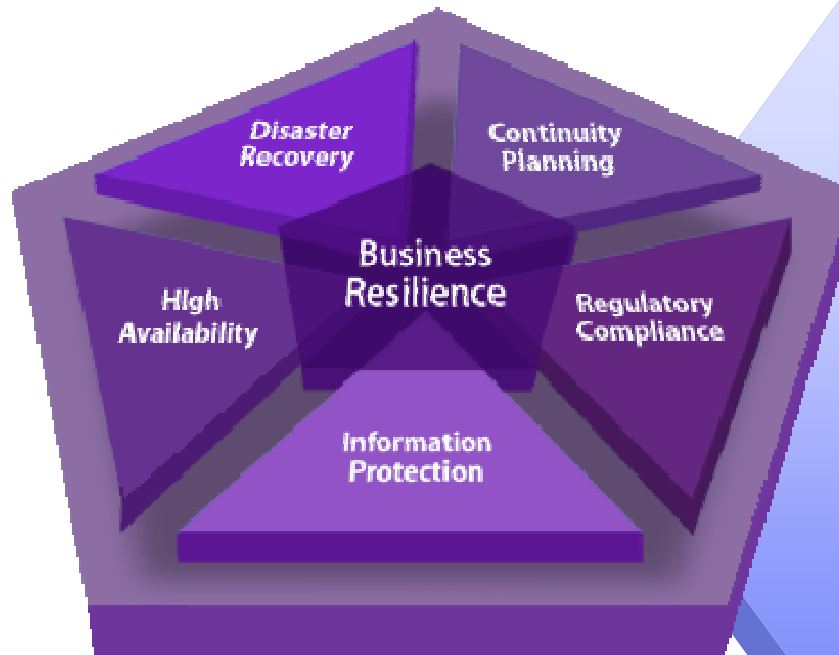 Disaster
Recovery
Continuity
Planning
Business
Resilience
High
Availability
Regulatory
Compliance
Information
Protection